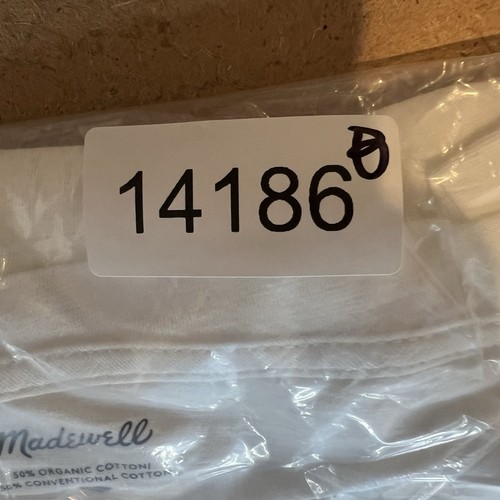 14186
Madewell
50% ORGANIC COTTON/
50% CONVENTIONAL COTTON